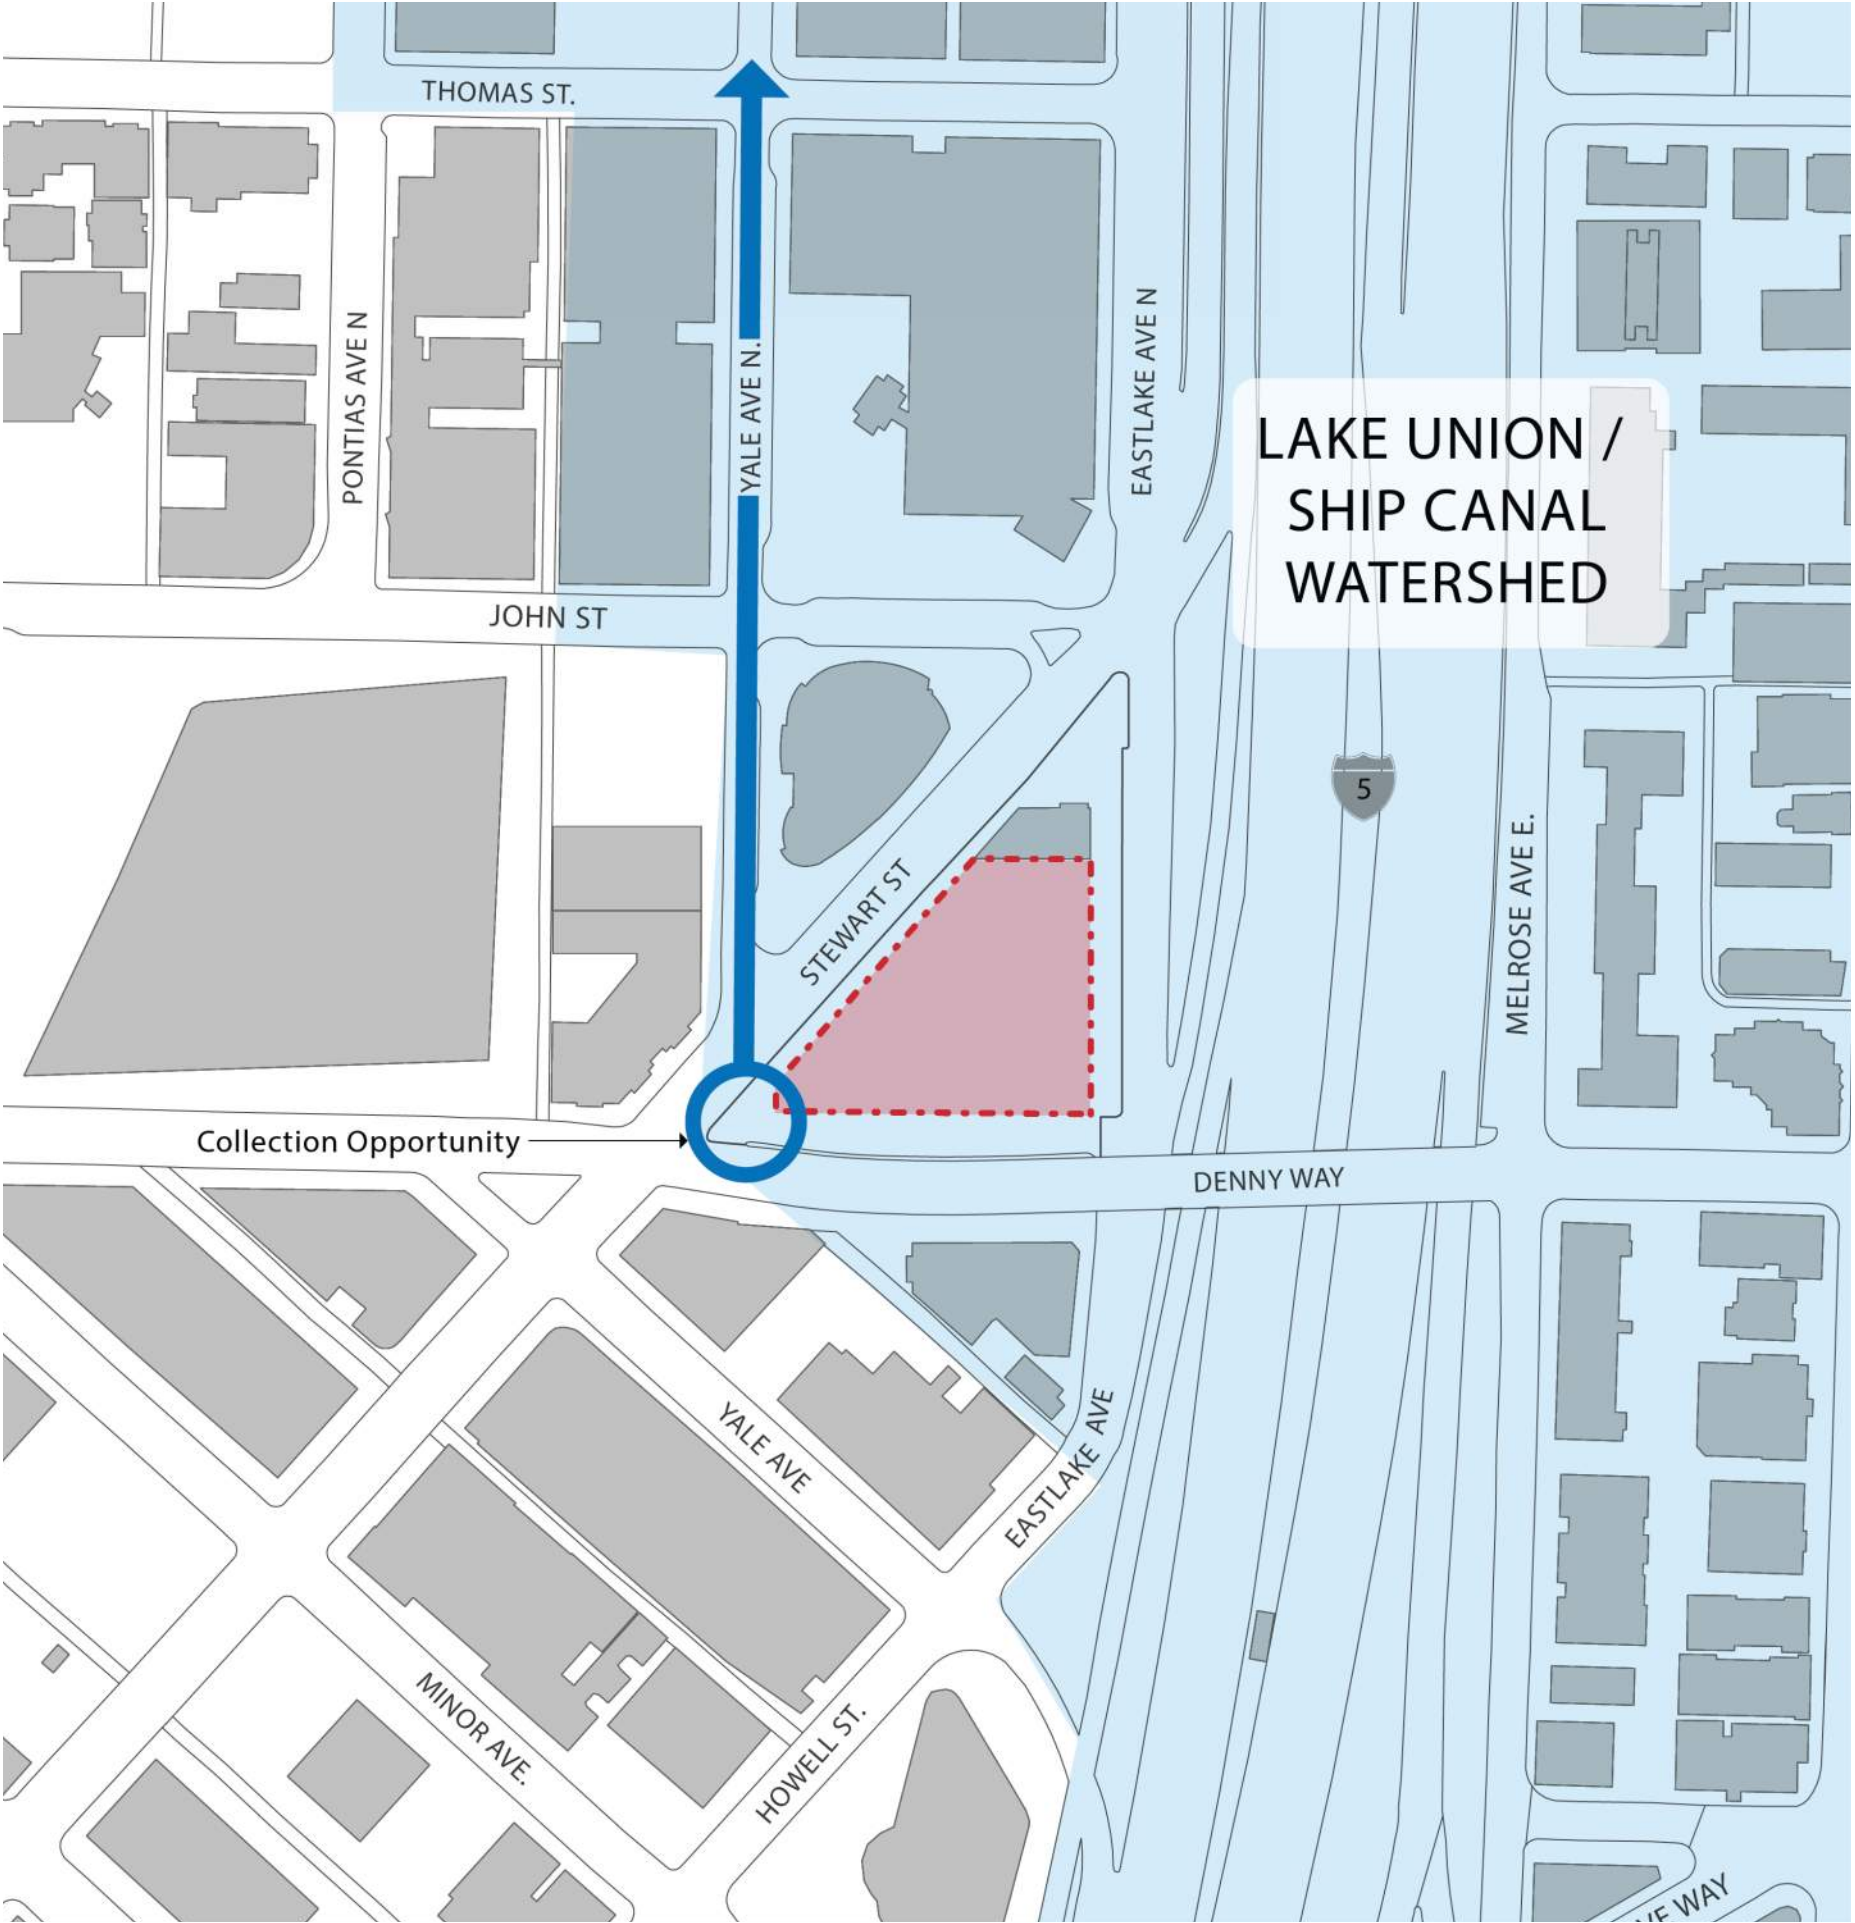 THOMAS ST.
PONTIAS AVE N
YALE AVE N.
EASTLAKE AVE N
LAKE UNION /
SHIP CANAL
WATERSHED
JOHN ST
5
STEWART ST
MELROSE AVE E.
Collection Opportunity
DENNY WAY
YALE AVE
EASTLAKE AVE
MINOR AVE.
HOWELL ST.
WAY